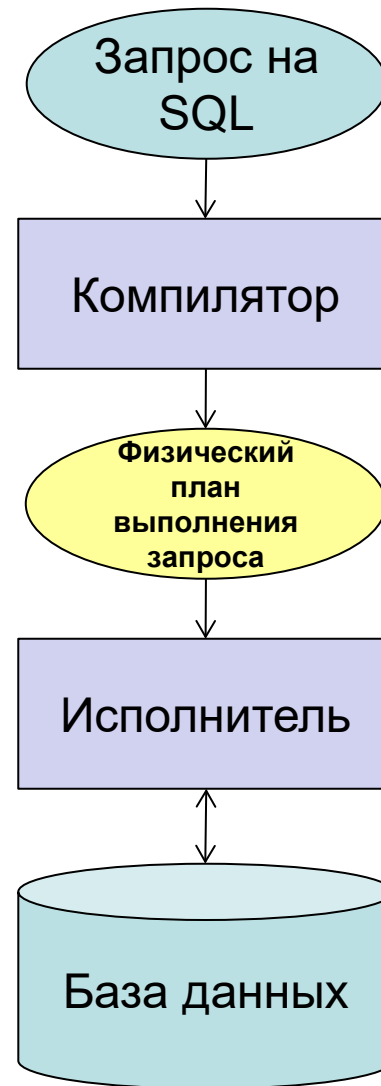 Запрос на
SQL
Компилятор
Физический
план
выполнения
запроса
Исполнитель
База данных